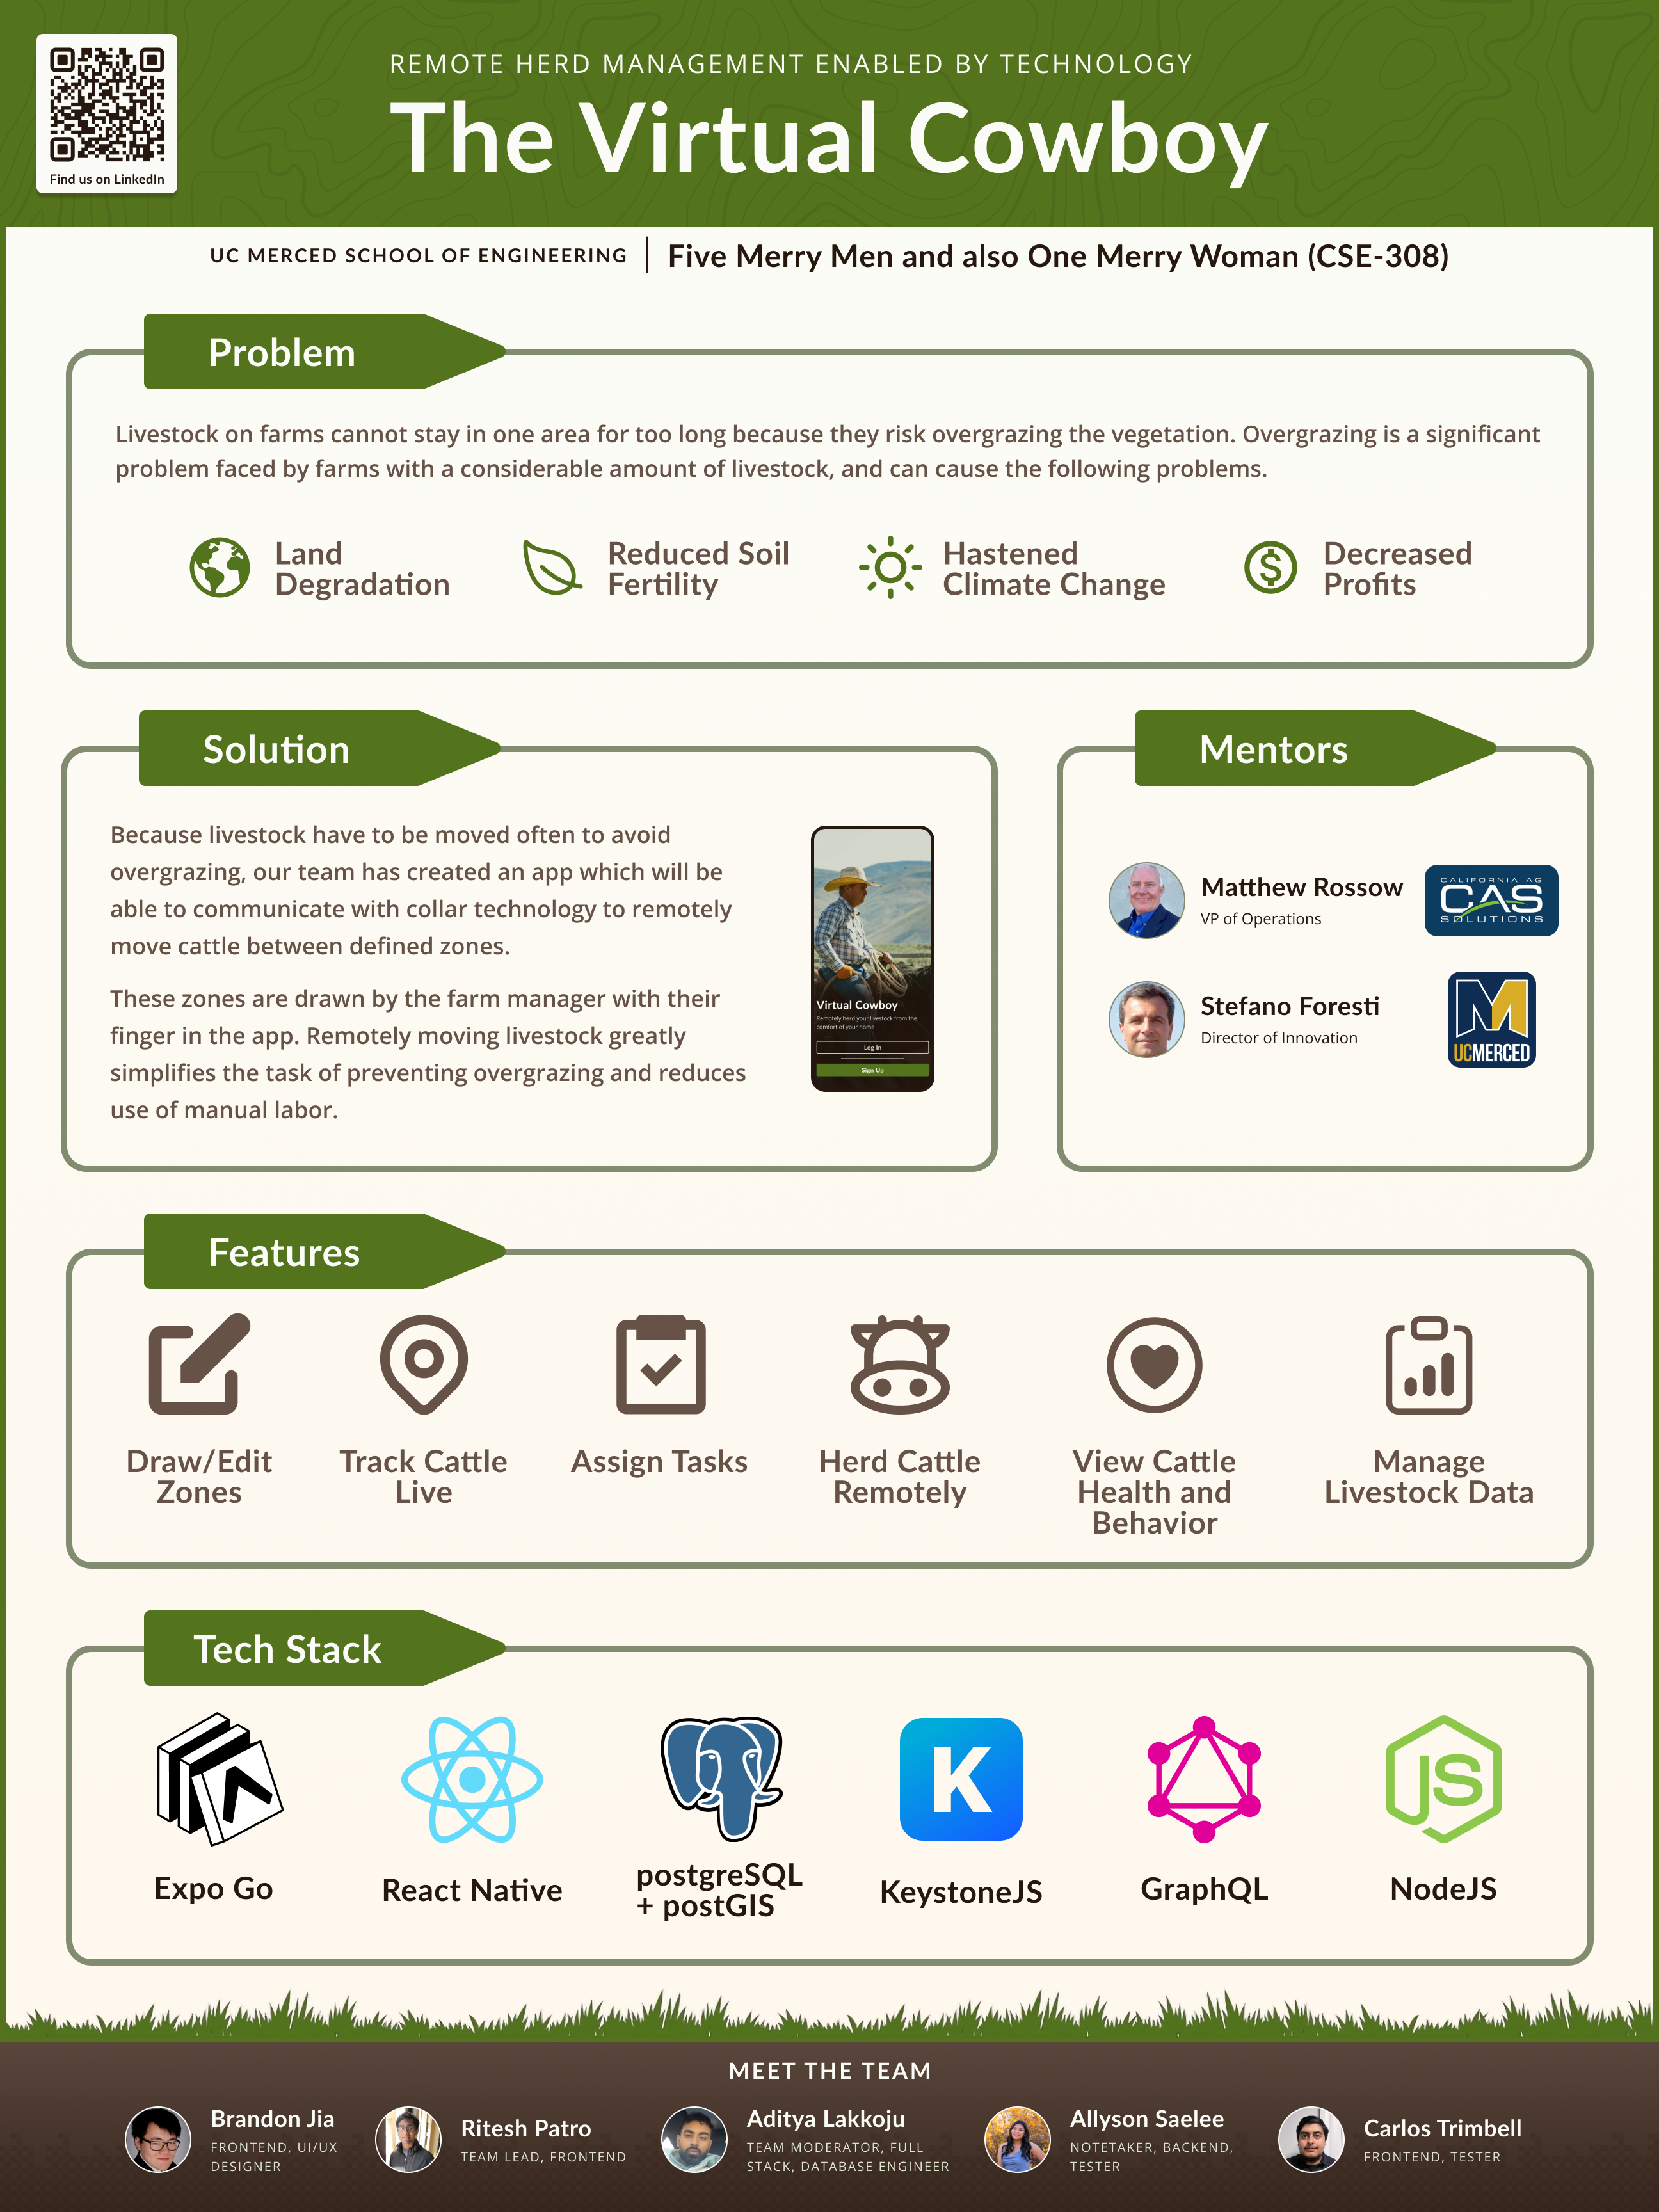 REMOTE HERD MANAGEMENT ENABLED BY TECHNOLOGY
The Virtual Cowboy
Find us on LinkedIn
UC MERCED SCHOOL OF ENGINEERING
Five Merry Men and also One Merry Woman (CSE-308)
Problem
Livestock on farms cannot stay in one area for too long because they risk overgrazing the vegetation. Overgrazing is a significant
problem faced by farms with a considerable amount of livestock, and can cause the following problems.
Land
Degradation
Reduced Soil
Fertility
Hastened
Climate Change
Decreased
Profits
Solution
Because livestock have to be moved often to avoid
overgrazing, our team has created an app which will be
able to communicate with collar technology to remotely
move cattle between defined zones.
These zones are drawn by the farm manager with their
finger in the app. Remotely moving livestock greatly
simplifies the task of preventing overgrazing and reduces
use of manual labor.
Virtual Cowboy
Remotely herd your livestock from the
comfort of your home
Log In
Sign Up
Mentors
Matthew Rossow
VP of Operations
CALIFORNIA AG
CAS
SOLUTIONS
Stefano Foresti
Director of Innovation
M
UCMERCED
Features
Draw/Edit
Zones
Track Cattle
Live
Assign Tasks
Herd Cattle
Remotely
View Cattle
Health and
Behavior
Manage
Livestock Data
Tech Stack
K
JS
Expo Go
React Native
postgreSQL
+ postGIS
KeystoneJS
GraphQL
NodeJS
MEET THE TEAM
Brandon Jia
FRONTEND, UI/UX
DESIGNER
Ritesh Patro
TEAM LEAD, FRONTEND
Aditya Lakkoju
TEAM MODERATOR, FULL
STACK, DATABASE ENGINEER
Allyson Saelee
NOTETAKER, BACKEND,
TESTER
Carlos Trimbell
FRONTEND, TESTER